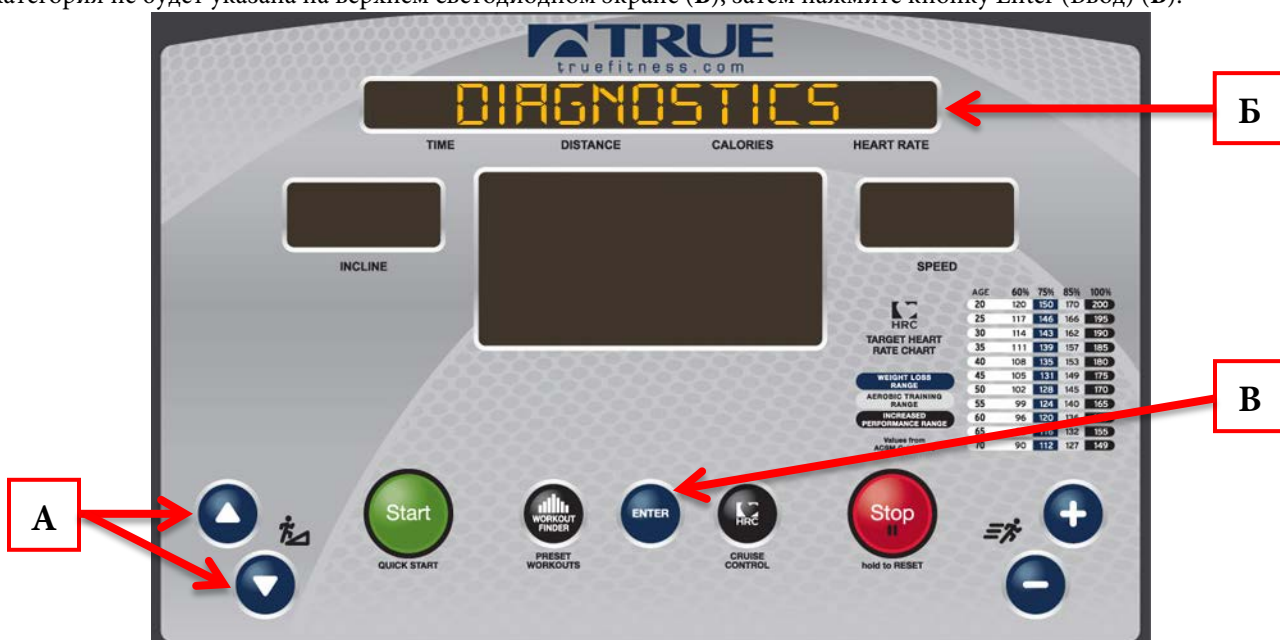 категория не будет указана на верхнем светодиодном экране (Б), затем нажмите кнопку Enter (Ввод) (В).
TRUE
truefitness.com
DIAGNOSTICS
Б
TIME DISTANCE CALORIES HEART RATE
INCLINE
SPEED
HRC
TARGET HEART
RATE CHART
WEIGHT LOSS
RANGE
AEROBIC TRAINING
RANGE
INCREASED
PERFORMANCE RANGE
Values from
ACSM
AGE 60% 75% 85% 100%
20 120 150 170 200
25 117 146 166 195
30 114 143 162 190
35 111 139 157 185
40 108 135 153 180
45 105 131 149 175
50 102 128 145 170
55 99 124 140 165
60 96 120
65 132 155
70 90 112 127 149
В
А
Start
QUICK START
WORKOUT
FINDER
PRESET
WORKOUTS
ENTER
HRC
CRUISE
CONTROL
Stop
hold to RESET